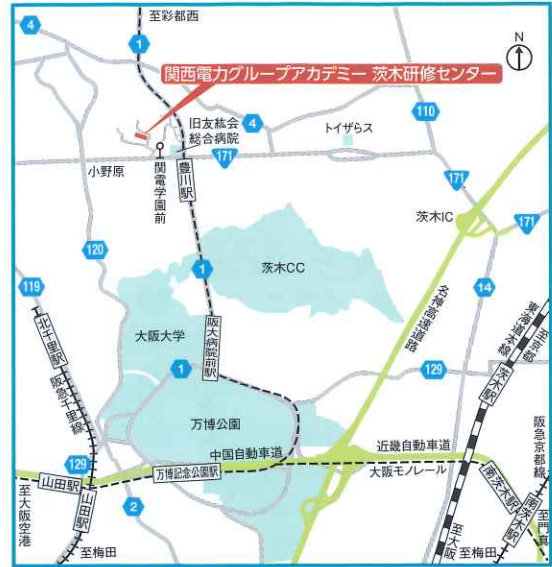 至彩都西
4
1
N
関西電力グループアカデミー 茨木研修センター
110
旧友紘会
総合病院
4
トイザらス
171
小野原
関電学園前
豊川駅
171
茨木IC
171
120
茨木CC
1
14
119
名神高速道路
至京都
東海道本線
北千里駅
大阪大学
阪大病院前駅
茨木駅
阪急千里線
1
129
万博公園
阪急京都線
中国自動車道
近畿自動車道
129
万博記念公園駅
大阪モノレール
山田駅
山田駅
南茨木駅
南茨木駅
至大阪空港
2
至梅田
至大阪
至梅田
至門真